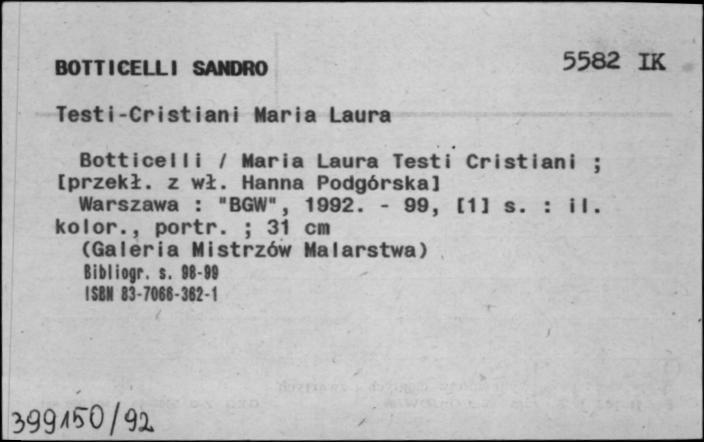 BOTTICELLI SANDRO 5582 IK
Testi-Cristiani Maria Laura
Botticelli / Maria Laura Testi Cristiani ;
[przekł. z wł. Hanna Podgórska]
Warszawa : "BGW", 1992. - 99, [1] s. : il.
kolor., portr. ; 31 cm
(Galeria Mistrzów Malarstwa)
Bibliogr. s. 98-99
ISBN 83-7066-362-1
399150/92